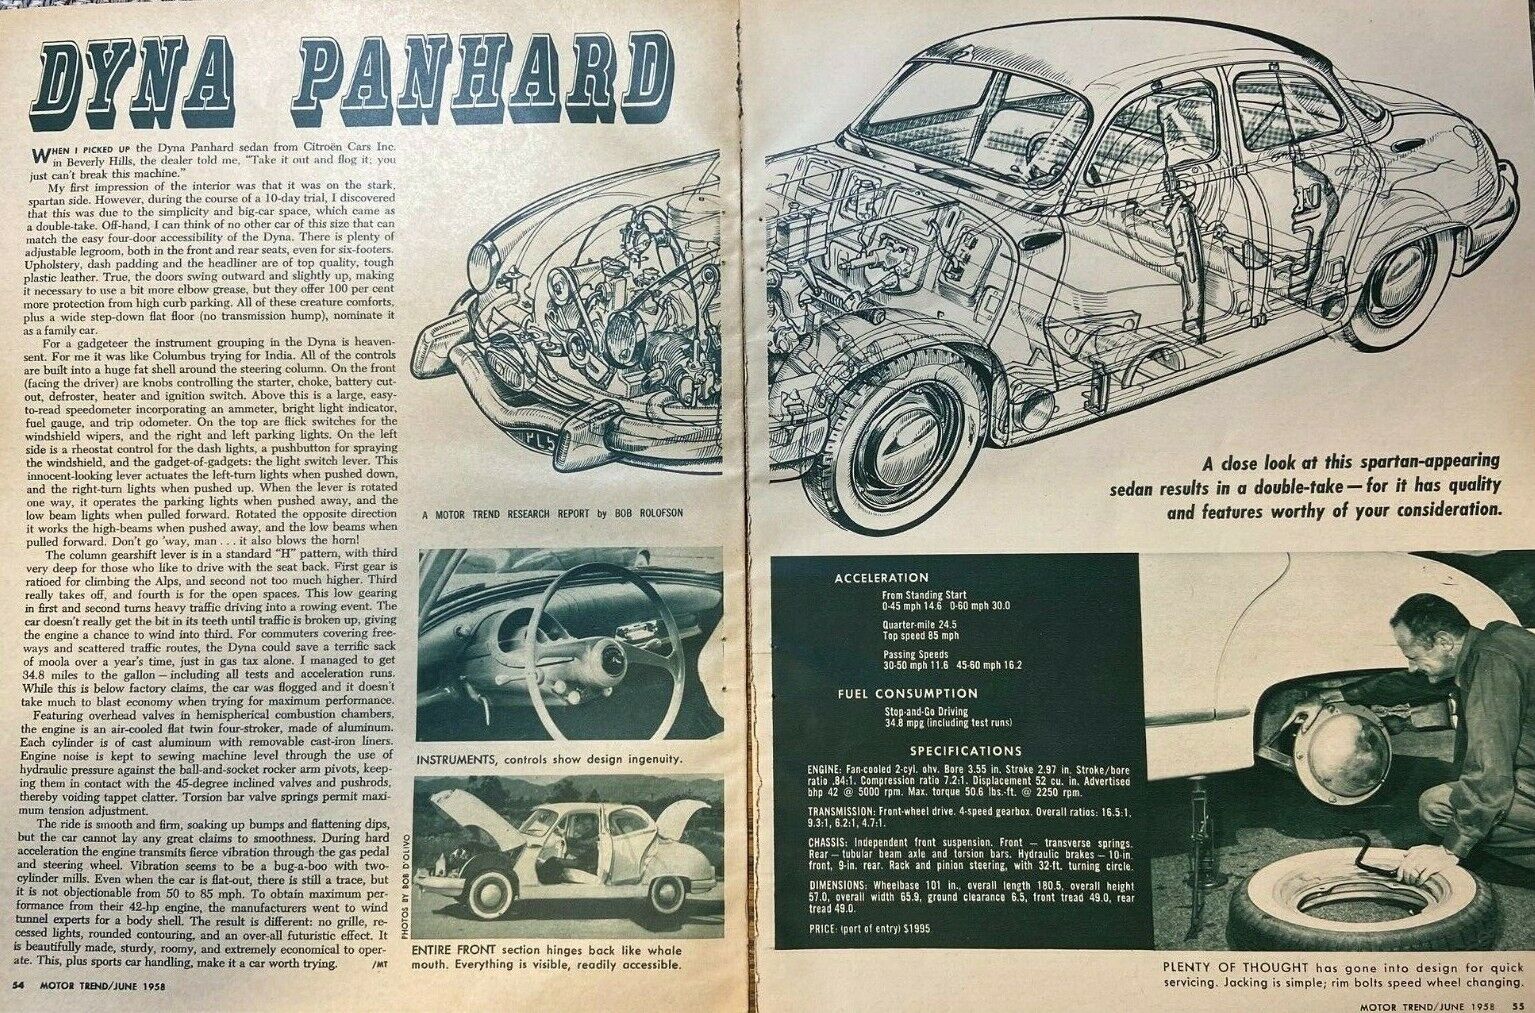 DYNA PANHARD
WHEN I PICKED UP the Dyna Panhard sedan from Citroën Cars Inc.
in Beverly Hills, the dealer told me, “Take it out and flog it; you
just can't break this machine.”
My first impression of the interior was that it was on the stark,
spartan side. However, during the course of a 10-day trial, I discovered
that this was due to the simplicity and big-car space, which came as
a double-take. Off-hand, I can think of no other car of this size that can
match the easy four-door accessibility of the Dyna. There is plenty of
adjustable legroom, both in the front and rear seats, even for six-footers.
Upholstery, dash padding and the headliner are of top quality, tough
plastic leather. True, the doors swing outward and slightly up, making
it necessary to use a bit more elbow grease, but they offer 100 per cent
more protection from high curb parking. All of these creature comforts,
plus a wide step-down flat floor (no transmission hump), nominate it
as a family car.
For a gadgeteer the instrument grouping in the Dyna is heaven-
sent. For me it was like Columbus trying for India. All of the controls
are built into a huge fat shell around the steering column. On the front
(facing the driver) are knobs controlling the starter, choke, battery cut-
out, defroster, heater and ignition switch. Above this is a large, easy-
to-read speedometer incorporating an ammeter, bright light indicator,
fuel gauge, and trip odometer. On the top are flick switches for the
windshield wipers, and the right and left parking lights. On the left
side is a rheostat control for the dash lights, a pushbutton for spraying
the windshield, and the gadget-of-gadgets: the light switch lever. This
innocent-looking lever actuates the left-turn lights when pushed down,
and the right-turn lights when pushed up. When the lever is rotated
one way, it operates the parking lights when pushed away, and the
low beam lights when pulled forward. Rotated the opposite direction
it works the high-beams when pushed away, and the low beams when
pulled forward. Don't go 'way, man . . . it also blows the horn!
The column gearshift lever is in a standard “H” pattern, with third
very deep for those who like to drive with the seat back. First gear is
ratioed for climbing the Alps, and second not too much higher. Third
really takes off, and fourth is for the open spaces. This low gearing
in first and second turns heavy traffic driving into a rowing event. The
car doesn't really get the bit in its teeth until traffic is broken up, giving
the engine a chance to wind into third. For commuters covering free-
ways and scattered traffic routes, the Dyna could save a terrific sack
of moola over a year's time, just in gas tax alone. I managed to get
34.8 miles to the gallon — including all tests and acceleration runs.
While this is below factory claims, the car was flogged and it doesn't
take much to blast economy when trying for maximum performance.
Featuring overhead valves in hemispherical combustion chambers,
the engine is an air-cooled flat twin four-stroker, made of aluminum.
Each cylinder is of cast aluminum with removable cast-iron liners.
Engine noise is kept to sewing machine level through the use of
hydraulic pressure against the ball-and-socket rocker arm pivots, keep-
ing them in contact with the 45-degree inclined valves and pushrods,
thereby voiding tappet clatter. Torsion bar valve springs permit maxi-
mum tension adjustment.
The ride is smooth and firm, soaking up bumps and flattening dips,
but the car cannot lay any great claims to smoothness. During hard
acceleration the engine transmits fierce vibration through the gas pedal
and steering wheel. Vibration seems to be a bug-a-boo with two-
cylinder mills. Even when the car is flat-out, there is still a trace, but
it is not objectionable from 50 to 85 mph. To obtain maximum per-
formance from their 42-hp engine, the manufacturers went to wind
tunnel experts for a body shell. The result is different: no grille, re-
cessed lights, rounded contouring, and an over-all futuristic effect. It
is beautifully made, sturdy, roomy, and extremely economical to oper-
ate. This, plus sports car handling, make it a car worth trying. /MT
54 MOTOR TREND/JUNE 1958
A MOTOR TREND RESEARCH REPORT by BOB ROLOFSON
INSTRUMENTS, controls show design ingenuity.
PHOTOS BY BOB D'OLIVO
ENTIRE FRONT section hinges back like whale
mouth. Everything is visible, readily accessible.
A close look at this spartan-appearing
sedan results in a double-take — for it has quality
and features worthy of your consideration.
ACCELERATION
From Standing Start
0-45 mph 14.6 0-60 mph 30.0
Quarter-mile 24.5
Top speed 85 mph
Passing Speeds
30-50 mph 11.6 45-60 mph 16.2
FUEL CONSUMPTION
Stop-and-Go Driving
34.8 mpg (including test runs)
SPECIFICATIONS
ENGINE: Fan-cooled 2-cyl. ohv. Bore 3.55 in. Stroke 2.97 in. Stroke/bore
ratio .84:1. Compression ratio 7.2:1. Displacement 52 cu. in. Advertised
bhp 42 @ 5000 rpm. Max. torque 50.6 lbs.-ft. @ 2250 rpm.
TRANSMISSION: Front-wheel drive. 4-speed gearbox. Overall ratios: 16.5:1,
9.3:1, 6.2:1, 4.7:1.
CHASSIS: Independent front suspension. Front — transverse springs.
Rear — tubular beam axle and torsion bars. Hydraulic brakes — 10-in.
front, 9-in. rear. Rack and pinion steering, with 32-ft. turning circle.
DIMENSIONS: Wheelbase 101 in., overall length 180.5, overall height
57.0, overall width 65.9, ground clearance 6.5, front tread 49.0, rear
tread 49.0.
PRICE: (port of entry) $1995
PLENTY OF THOUGHT has gone into design for quick
servicing. Jacking is simple; rim bolts speed wheel changing.
MOTOR TREND/JUNE 1958 55